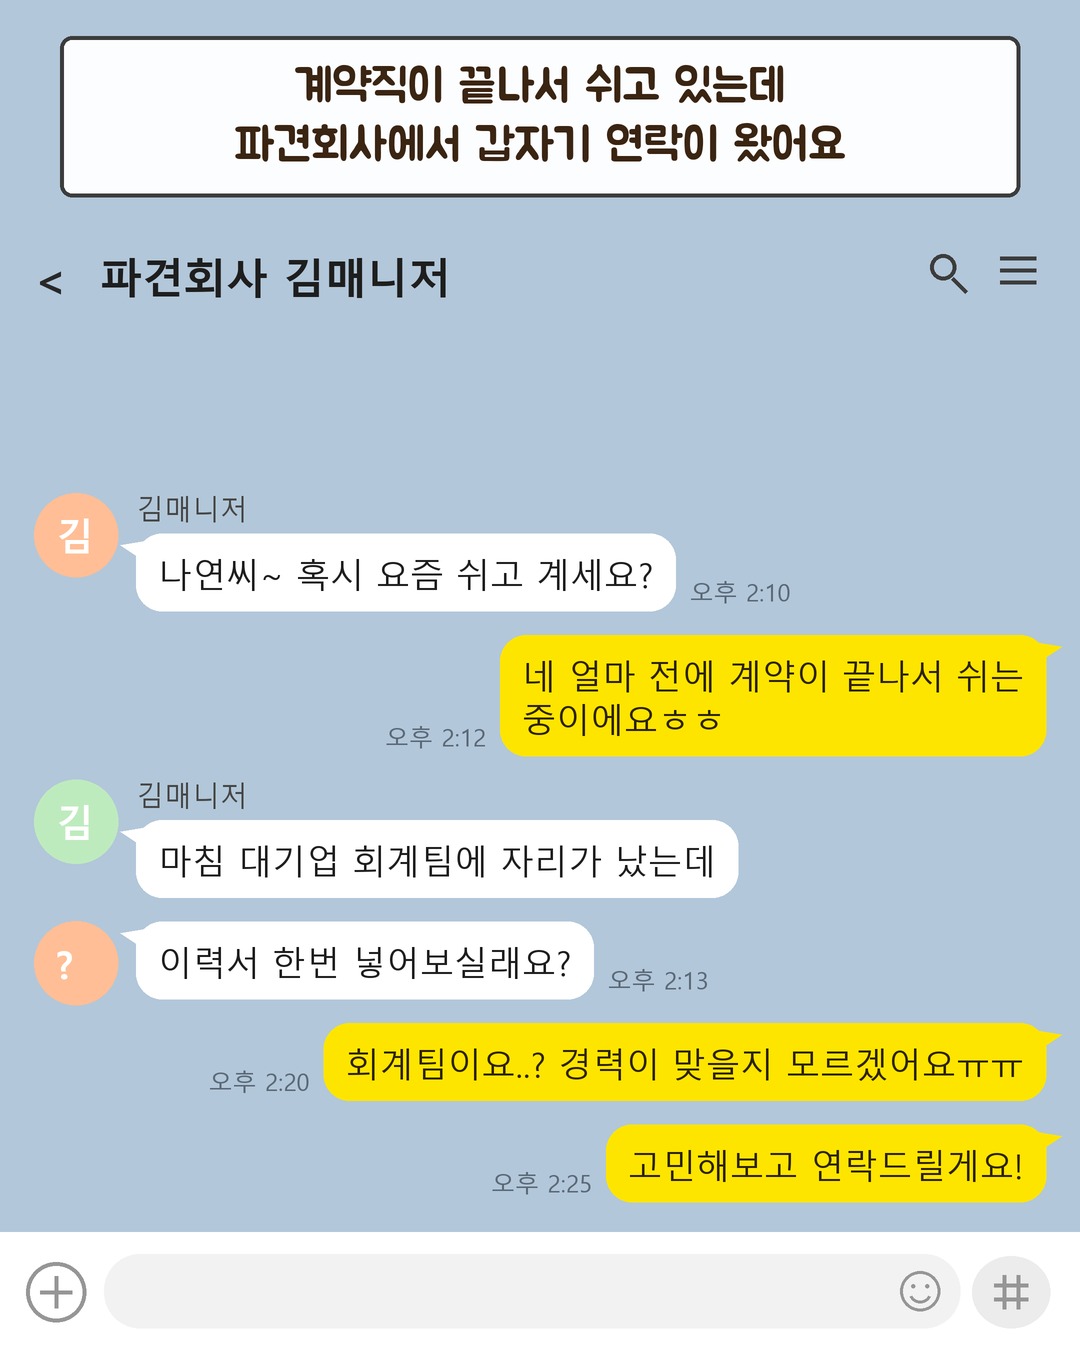 계약직이 끝나서 쉬고 있는데
파견회사에서 갑자기 연락이 왔어요
< 파견회사 김매니저
김매니저
김
나연씨~ 혹시 요즘 쉬고 계세요?
오후 2:10
네 얼마 전에 계약이 끝나서 쉬는
중이에요ㅎㅎ
오후 2:12
김매니저
김
마침 대기업 회계팀에 자리가 났는데
?
이력서 한번 넣어보실래요?
오후 2:13
회계팀이요..? 경력이 맞을지 모르겠어요ㅠㅠ
오후 2:20
고민해보고 연락드릴게요!
오후 2:25
#